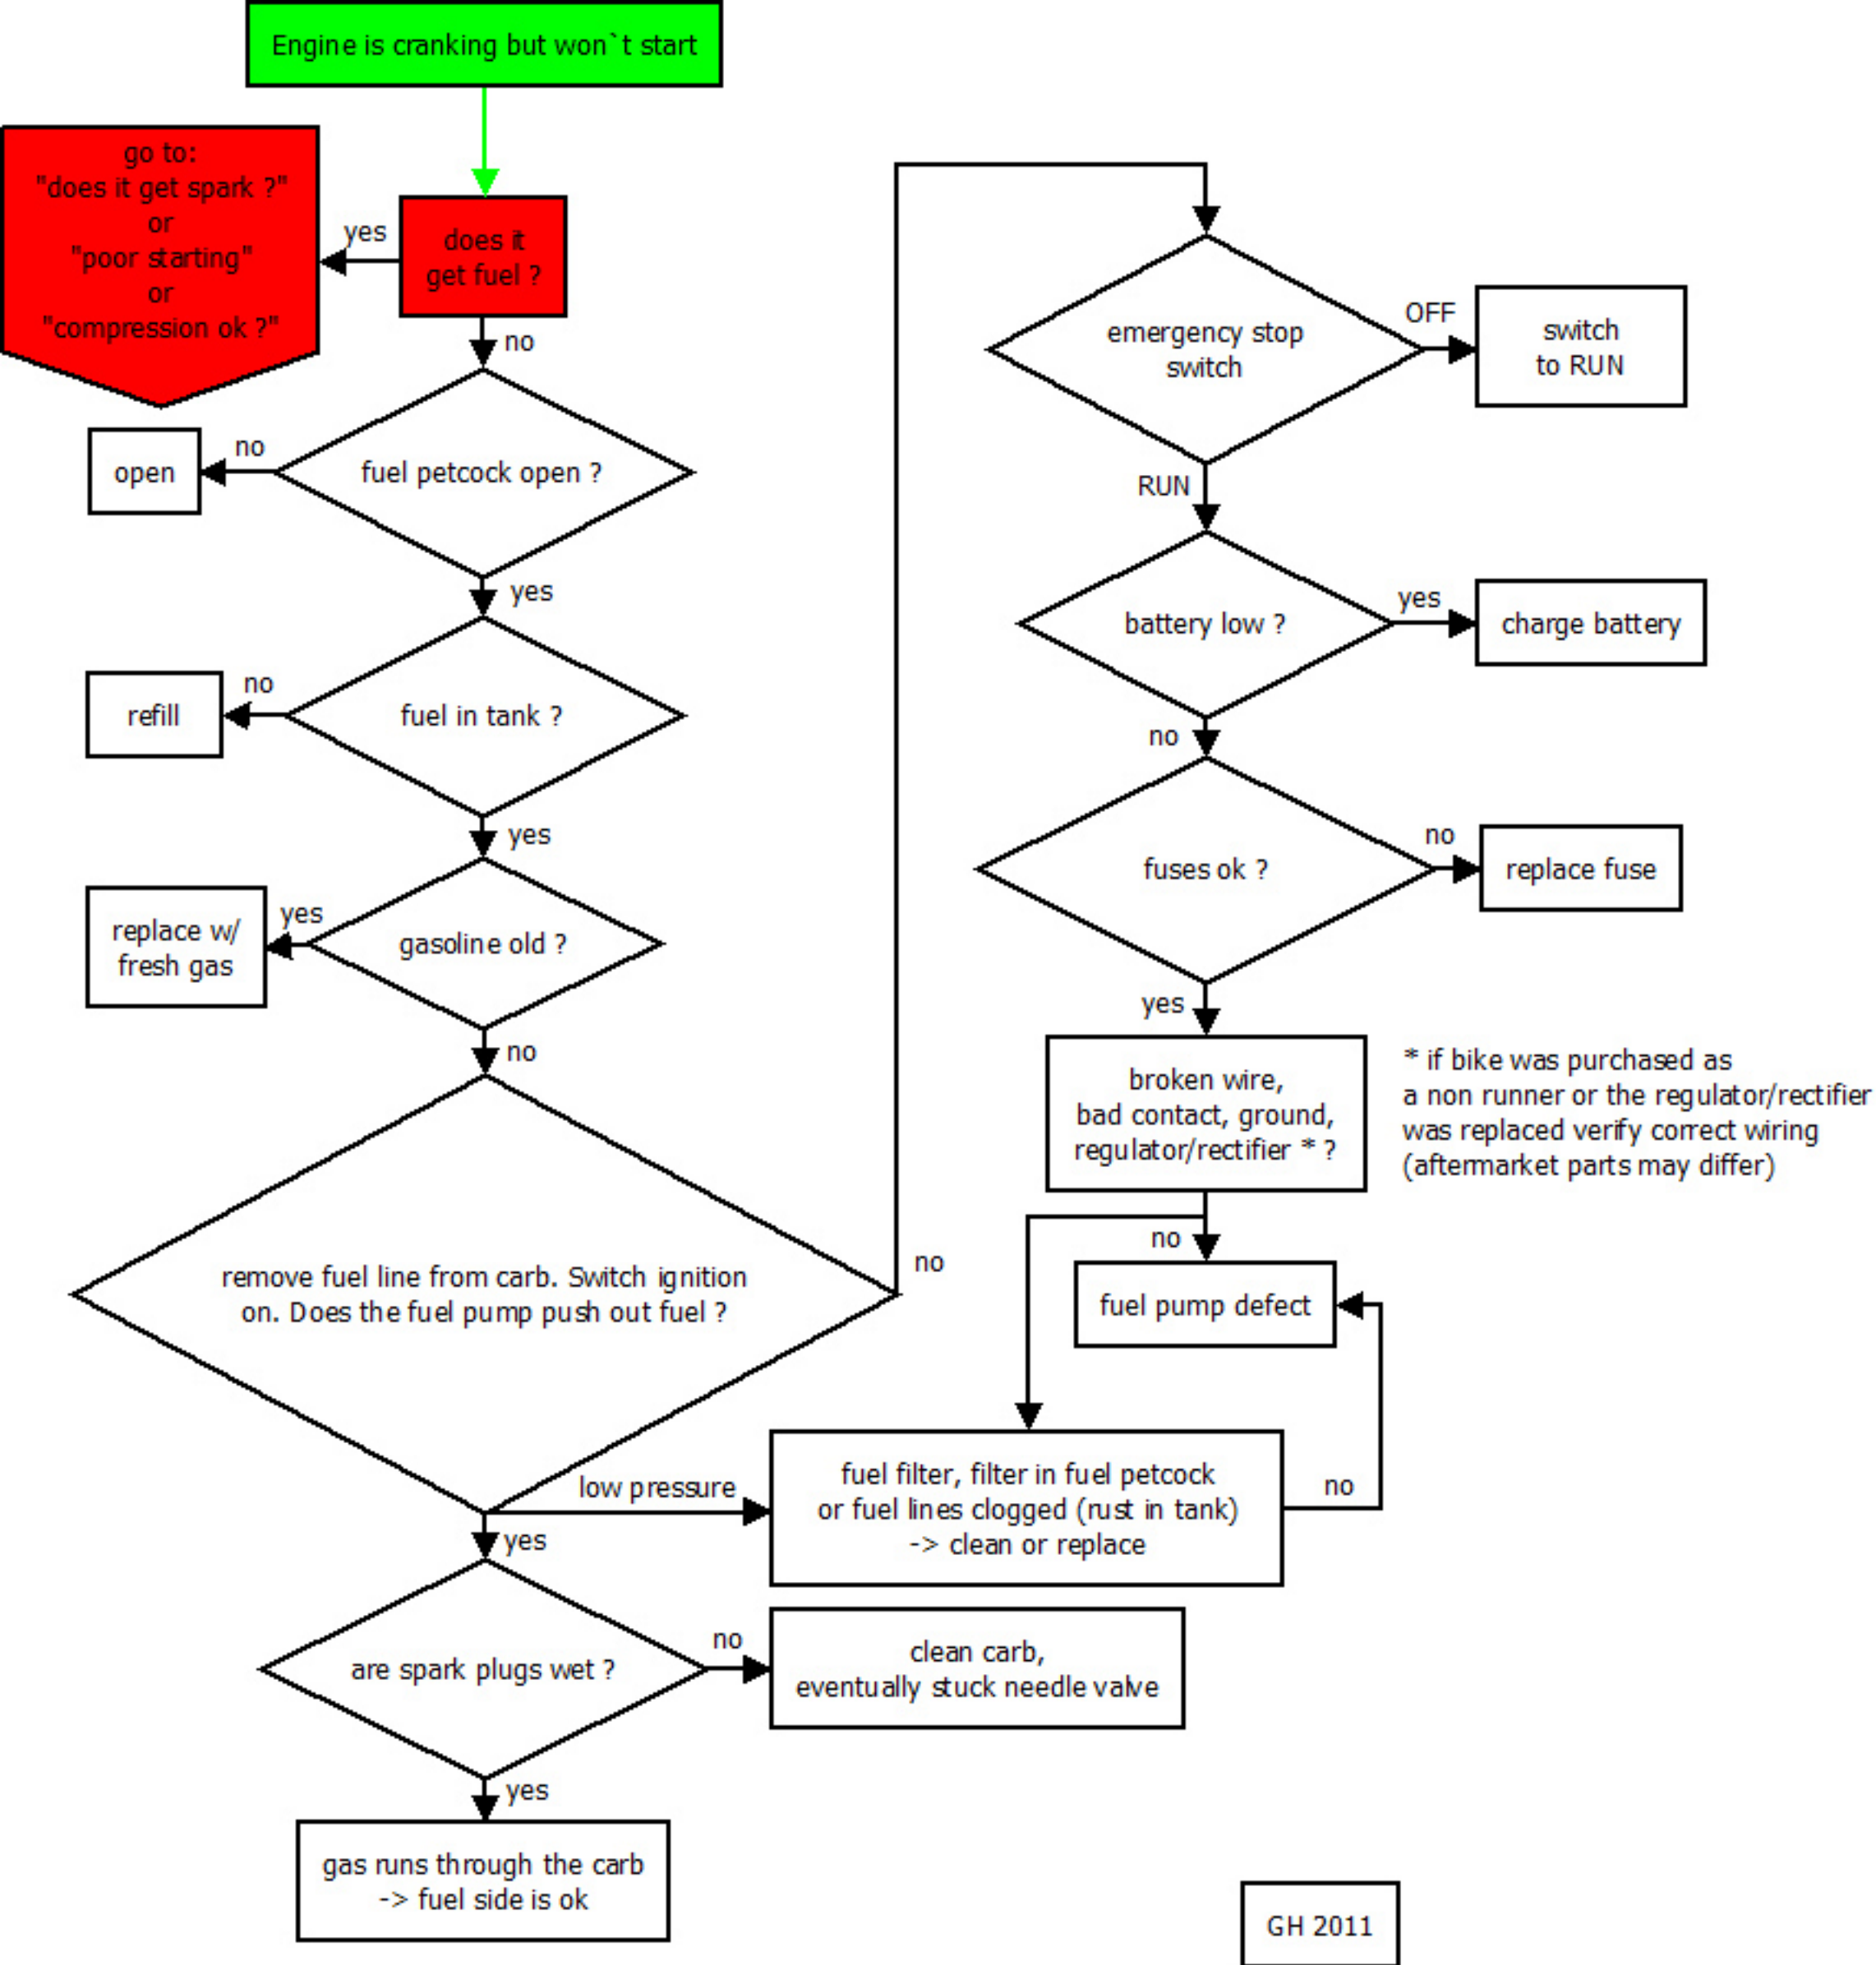 Engine is cranking but won`t start
go to:
"does it get spark ?"
or
"poor starting"
or
"compression ok ?"
yes
does it
get fuel ?
no
fuel petcock open ?
no
open
yes
fuel in tank ?
no
refill
yes
gasoline old ?
yes
replace w/
fresh gas
no
remove fuel line from carb. Switch ignition
on. Does the fuel pump push out fuel ?
no
low pressure
yes
are spark plugs wet ?
no
clean carb,
eventually stuck needle valve
yes
gas runs through the carb
-> fuel side is ok
emergency stop
switch
OFF
switch
to RUN
RUN
battery low ?
yes
charge battery
no
fuses ok ?
no
replace fuse
yes
broken wire,
bad contact, ground,
regulator/rectifier * ?
* if bike was purchased as
a non runner or the regulator/rectifier
was replaced verify correct wiring
(aftermarket parts may differ)
no
fuel pump defect
fuel filter, filter in fuel petcock
or fuel lines clogged (rust in tank)
-> clean or replace
no
GH 2011